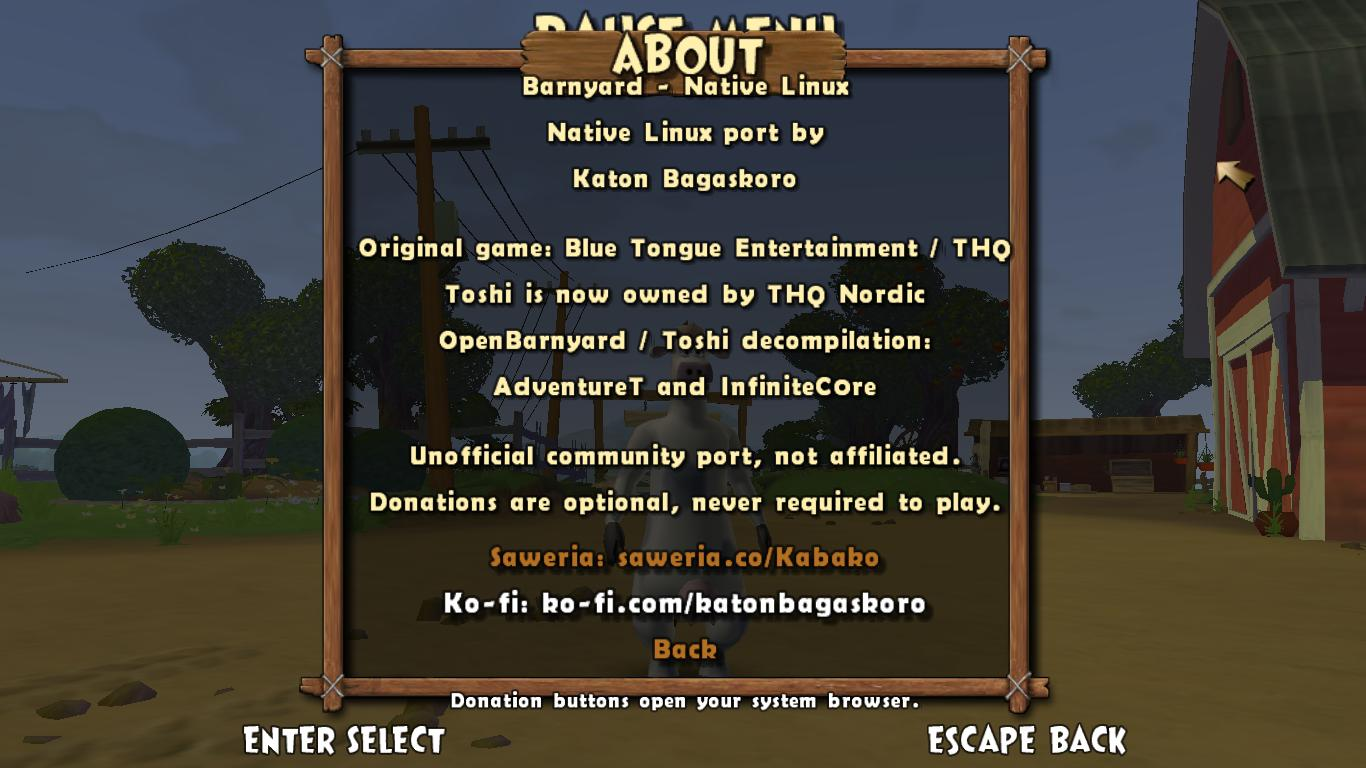 PAUSE MENU
ABOUT
Barnyard - Native Linux
Native Linux port by
Katon Bagaskoro
Original game: Blue Tongue Entertainment / THQ
Toshi is now owned by THQ Nordic
OpenBarnyard / Toshi decompilation:
AdventureT and InfiniteC0re
Unofficial community port, not affiliated.
Donations are optional, never required to play.
Saweria: saweria.co/Kabako
Ko-fi: ko-fi.com/katonbagaskoro
Back
Donation buttons open your system browser.
ENTER SELECT
ESCAPE BACK